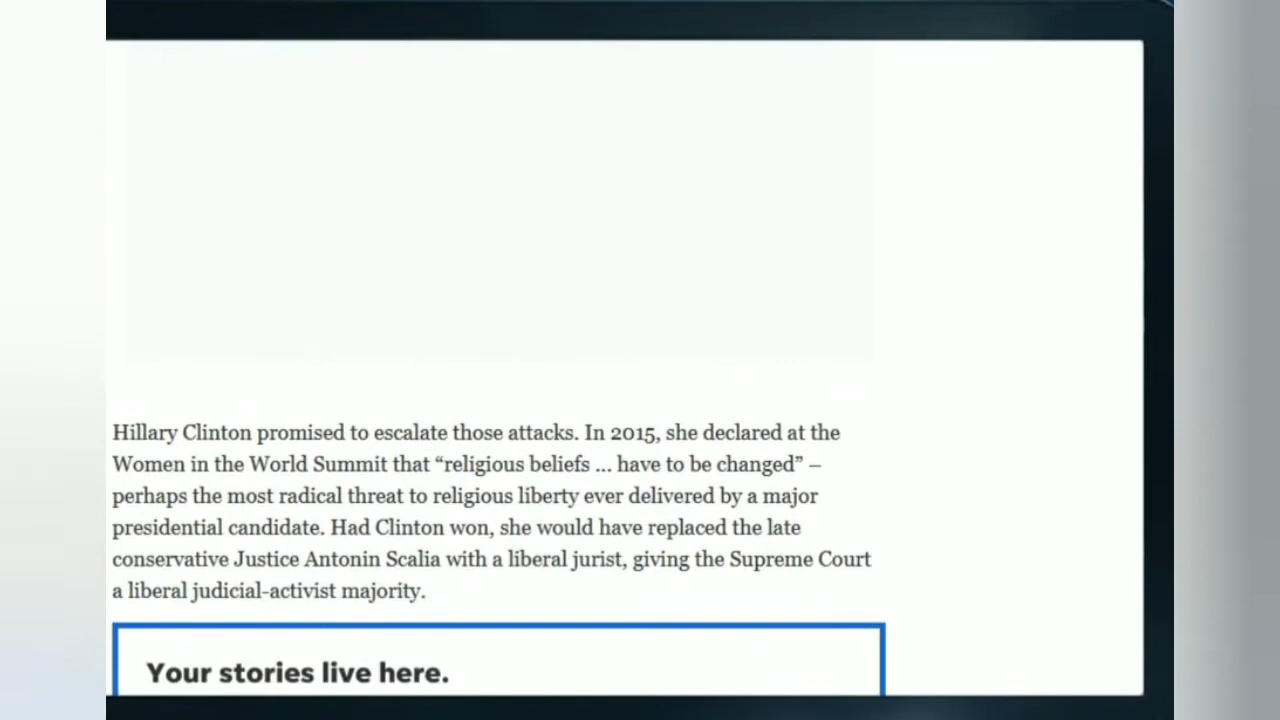 Hillary Clinton promised to escalate those attacks. In 2015, she declared at the
Women in the World Summit that “religious beliefs ... have to be changed” –
perhaps the most radical threat to religious liberty ever delivered by a major
presidential candidate. Had Clinton won, she would have replaced the late
conservative Justice Antonin Scalia with a liberal jurist, giving the Supreme Court
a liberal judicial-activist majority.
Your stories live here.